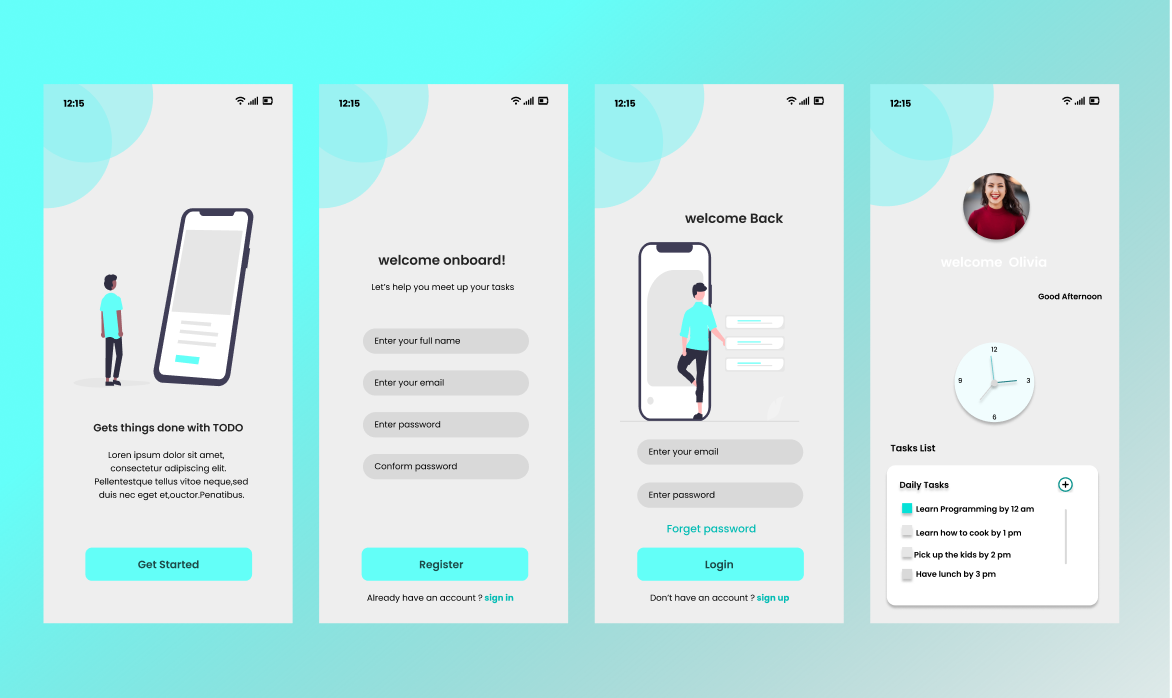 12:15
Gets things done with TODO
Loren ipsum dolor sit amet,
consectetur adipiscing elit.
Pellentestque tellus vitoe neque,sed
duis nec eget et,ouctor.Penatibus.
Get Started
12:15
welcome onboard!
Let's help you meet up your tasks
Enter your full name
Enter your email
Enter password
Conform password
Register
Already have an account ? sign in
12:15
welcome Back
Enter your email
Enter password
Forget password
Login
Don't have an account ? sign up
12:15
welcome Olivia
Good Afternoon
12
9 3
6
Tasks List
Daily Tasks
Learn Programming by 12 am
Learn how to cook by 1 pm
Pick up the kids by 2 pm
Have lunch by 3 pm